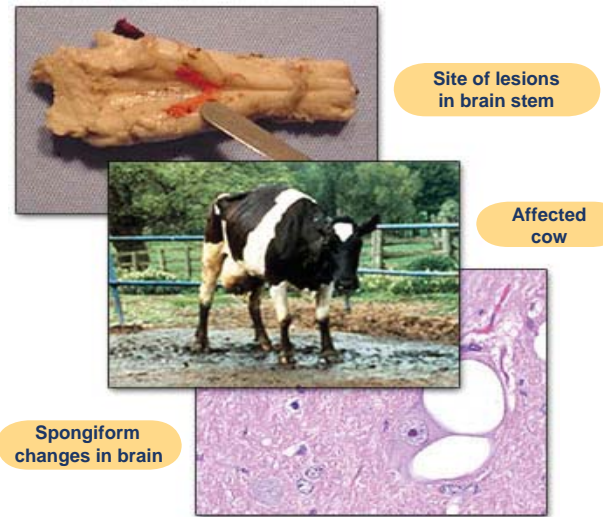 Site of lesions
in brain stem
Affected
cow
Spongiform
changes in brain